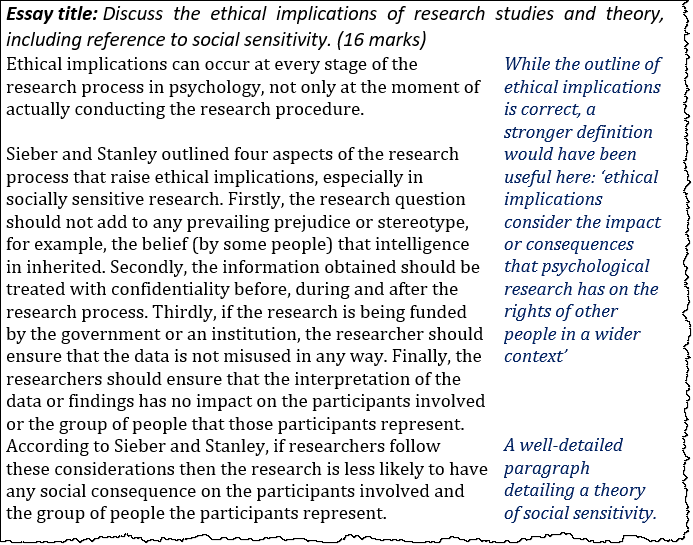 Essay title: Discuss the ethical implications of research studies and theory,
including reference to social sensitivity. (16 marks)
Ethical implications can occur at every stage of the
research process in psychology, not only at the moment of
actually conducting the research procedure.
Sieber and Stanley outlined four aspects of the research
process that raise ethical implications, especially in
socially sensitive research. Firstly, the research question
should not add to any prevailing prejudice or stereotype,
for example, the belief (by some people) that intelligence
in inherited. Secondly, the information obtained should be
treated with confidentiality before, during and after the
research process. Thirdly, if the research is being funded
by the government or an institution, the researcher should
ensure that the data is not misused in any way. Finally, the
researchers should ensure that the interpretation of the
data or findings has no impact on the participants involved
or the group of people that those participants represent.
According to Sieber and Stanley, if researchers follow
these considerations then the research is less likely to have
any social consequence on the participants involved and
the group of people the participants represent.
While the outline of
ethical implications
is correct, a
stronger definition
would have been
useful here: ‘ethical
implications
consider the impact
or consequences
that psychological
research has on the
rights of other
people in a wider
context’
A well-detailed
paragraph
detailing a theory
of social sensitivity.